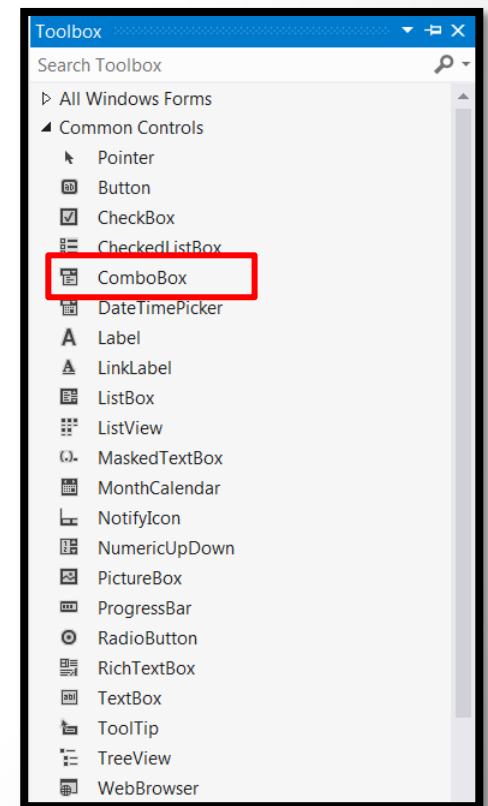 Toolbox
Search Toolbox
All Windows Forms
Common Controls
Pointer
Button
CheckBox
CheckedListBox
ComboBox
DateTimePicker
Label
LinkLabel
ListBox
ListView
MaskedTextBox
MonthCalendar
NotifyIcon
NumericUpDown
PictureBox
ProgressBar
RadioButton
RichTextBox
TextBox
ToolTip
TreeView
WebBrowser